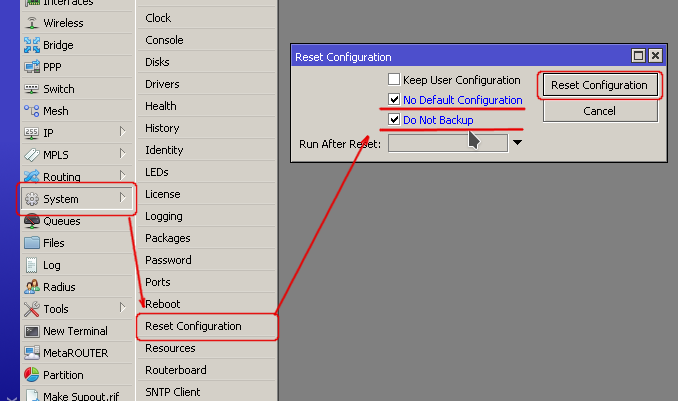 Interfaces
Wireless
Bridge
PPP
Switch
Mesh
IP
MPLS
Routing
System
Queues
Files
Log
Radius
Tools
New Terminal
MetaROUTER
Partition
Make Supout.rif
Clock
Console
Disks
Drivers
Health
History
Identity
LEDs
License
Logging
Packages
Password
Ports
Reboot
Reset Configuration
Resources
Routerboard
SNTP Client
Reset Configuration
Keep User Configuration
No Default Configuration
Do Not Backup
Run After Reset:
Reset Configuration
Cancel